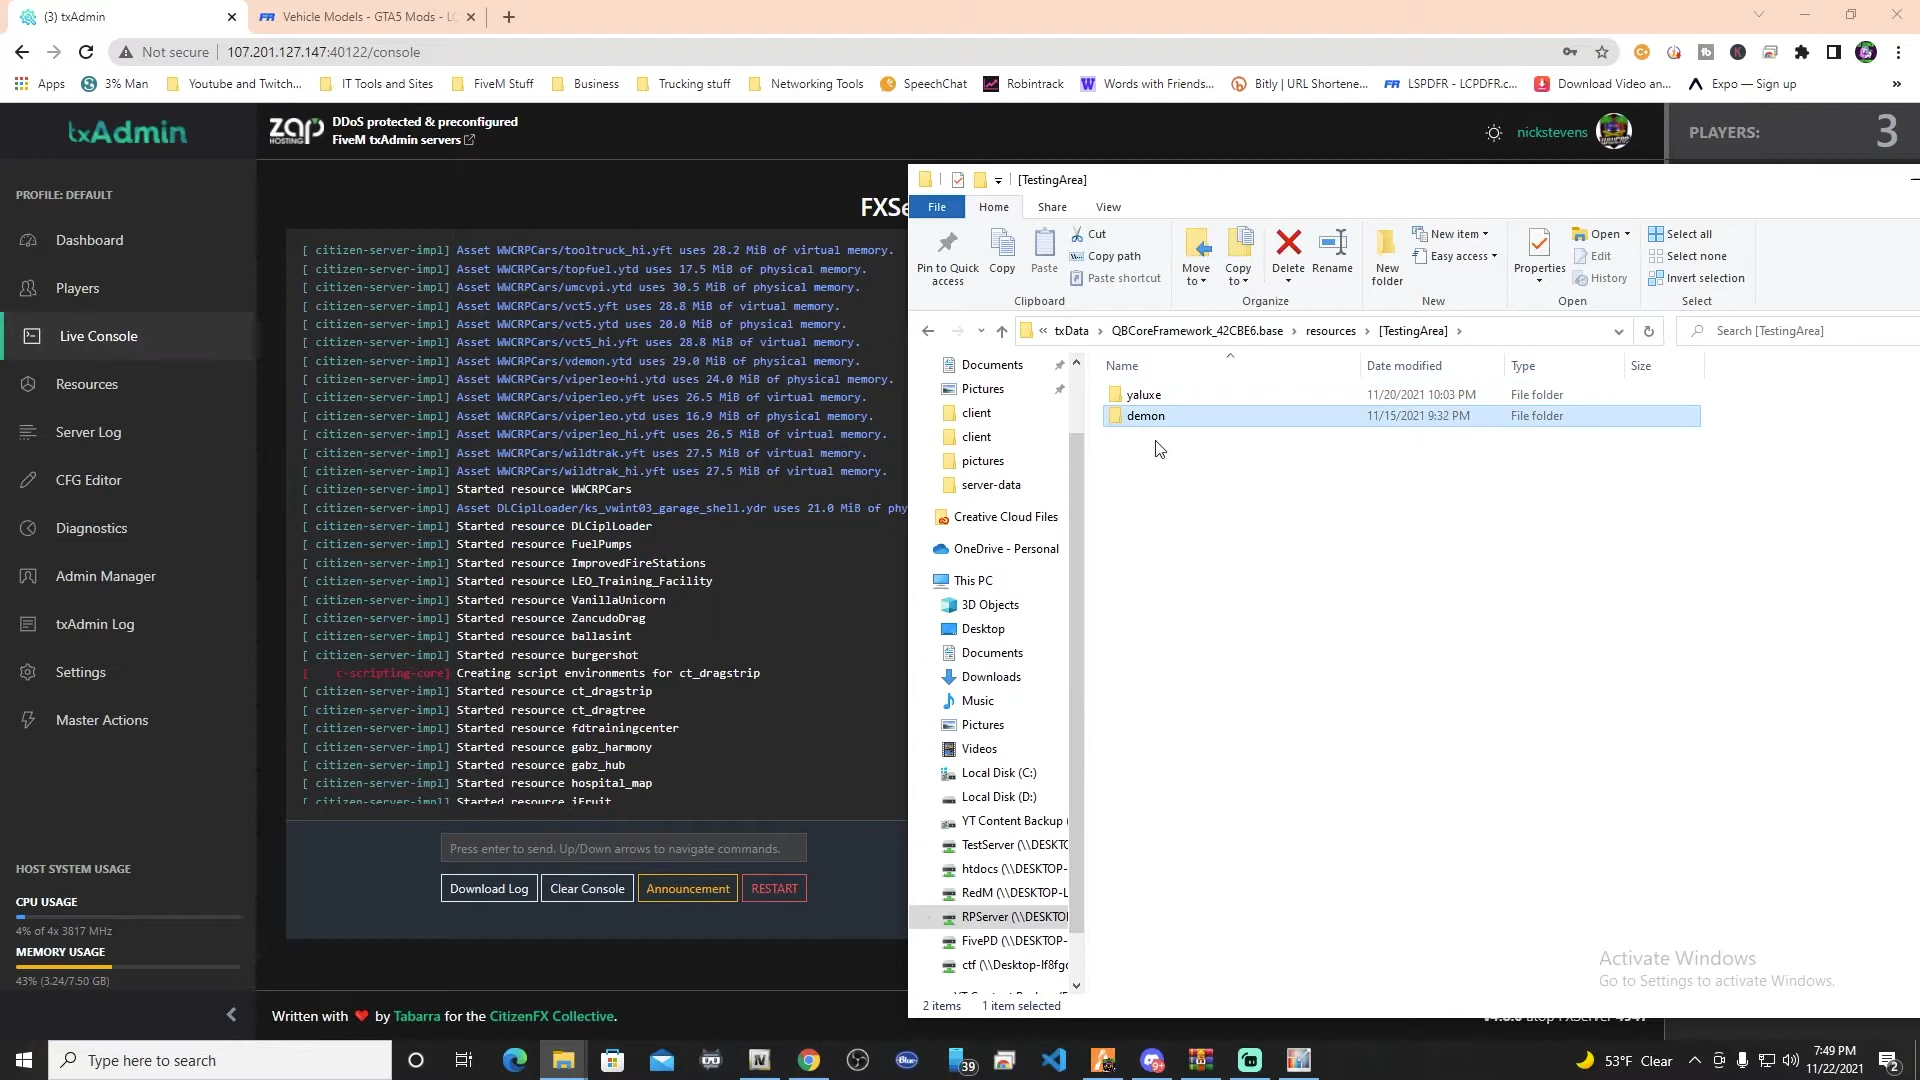 (3) txAdmin
Vehicle Models - GTA5 Mods - LC
Not secure
107.201.127.147:40122/console
Apps
3% Man
Youtube and Twitch...
IT Tools and Sites
FiveM Stuff
Business
Trucking stuff
Networking Tools
SpeechChat
Robintrack
Words with Friends...
Bitly | URL Shortene...
LSPDFR - LCPDFR.c...
Download Video an...
Expo — Sign up
txAdmin
ZAP HOSTING
DDoS protected & preconfigured
FiveM txAdmin servers
nickstevens
PLAYERS:
3
PROFILE: DEFAULT
Dashboard
Players
Live Console
Resources
Server Log
CFG Editor
Diagnostics
Admin Manager
txAdmin Log
Settings
Master Actions
HOST SYSTEM USAGE
CPU USAGE
4% of 4x 3817 MHz
MEMORY USAGE
43% (3.24/7.50 GB)
FXSe
[ citizen-server-impl] Asset WWCRPCars/tooltruck_hi.yft uses 28.2 MiB of virtual memory.
[ citizen-server-impl] Asset WWCRPCars/topfuel.ytd uses 17.5 MiB of physical memory.
[ citizen-server-impl] Asset WWCRPCars/umcvpi.ytd uses 30.5 MiB of physical memory.
[ citizen-server-impl] Asset WWCRPCars/vct5.yft uses 28.8 MiB of virtual memory.
[ citizen-server-impl] Asset WWCRPCars/vct5.ytd uses 20.0 MiB of physical memory.
[ citizen-server-impl] Asset WWCRPCars/vct5_hi.yft uses 28.8 MiB of virtual memory.
[ citizen-server-impl] Asset WWCRPCars/vdemon.ytd uses 29.0 MiB of physical memory.
[ citizen-server-impl] Asset WWCRPCars/viperleo+hi.ytd uses 24.0 MiB of physical memory.
[ citizen-server-impl] Asset WWCRPCars/viperleo.yft uses 26.5 MiB of virtual memory.
[ citizen-server-impl] Asset WWCRPCars/viperleo.ytd uses 16.9 MiB of physical memory.
[ citizen-server-impl] Asset WWCRPCars/viperleo_hi.yft uses 26.5 MiB of virtual memory.
[ citizen-server-impl] Asset WWCRPCars/wildtrak.yft uses 27.5 MiB of virtual memory.
[ citizen-server-impl] Asset WWCRPCars/wildtrak_hi.yft uses 27.5 MiB of virtual memory.
[ citizen-server-impl] Started resource WWCRPCars
[ citizen-server-impl] Asset DLCiplLoader/ks_vwint03_garage_shell.ydr uses 21.0 MiB of phy
[ citizen-server-impl] Started resource DLCiplLoader
[ citizen-server-impl] Started resource FuelPumps
[ citizen-server-impl] Started resource ImprovedFireStations
[ citizen-server-impl] Started resource LEO_Training_Facility
[ citizen-server-impl] Started resource VanillaUnicorn
[ citizen-server-impl] Started resource ZancudoDrag
[ citizen-server-impl] Started resource ballasint
[ citizen-server-impl] Started resource burgershot
[ c-scripting-core] Creating script environments for ct_dragstrip
[ citizen-server-impl] Started resource ct_dragstrip
[ citizen-server-impl] Started resource ct_dragtree
[ citizen-server-impl] Started resource fdtrainingcenter
[ citizen-server-impl] Started resource gabz_harmony
[ citizen-server-impl] Started resource gabz_hub
[ citizen-server-impl] Started resource hospital_map
[ citizen-server-impl] Started resource iFruit
Press enter to send. Up/Down arrows to navigate commands.
Download Log
Clear Console
Announcement
RESTART
Written with ❤ by Tabarra for the CitizenFX Collective.
[TestingArea]
File
Home
Share
View
Pin to Quick access
Copy
Paste
Cut
Copy path
Paste shortcut
Clipboard
Move to
Copy to
Delete
Rename
Organize
New folder
New item
Easy access
New
Properties
Open
Edit
History
Open
Select all
Select none
Invert selection
Select
« txData › QBCoreFramework_42CBE6.base › resources › [TestingArea] ›
Search [TestingArea]
Name
Date modified
Type
Size
yaluxe 11/20/2021 10:03 PM File folder
demon 11/15/2021 9:32 PM File folder
Documents
Pictures
client
client
pictures
server-data
Creative Cloud Files
OneDrive - Personal
This PC
3D Objects
Desktop
Documents
Downloads
Music
Pictures
Videos
Local Disk (C:)
Local Disk (D:)
YT Content Backup (
TestServer (\\DESKTO
htdocs (\\DESKTOP-
RedM (\\DESKTOP-L
RPServer (\\DESKTO
FivePD (\\DESKTOP-
ctf (\\Desktop-lf8fg
2 items
1 item selected
Activate Windows
Go to Settings to activate Windows.
Type here to search
39
53°F Clear
7:49 PM
11/22/2021
2